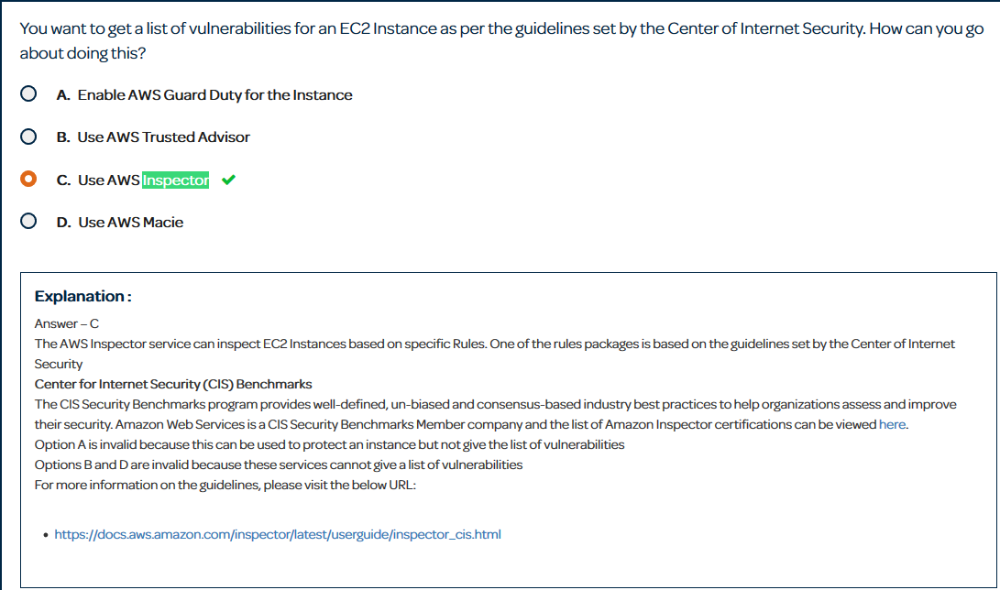 You want to get a list of vulnerabilities for an EC2 Instance as per the guidelines set by the Center of Internet Security. How can you go
about doing this?
A. Enable AWS Guard Duty for the Instance
B. Use AWS Trusted Advisor
C. Use AWS Inspector
D. Use AWS Macie
Explanation :
Answer – C
The AWS Inspector service can inspect EC2 Instances based on specific Rules. One of the rules packages is based on the guidelines set by the Center of Internet
Security
Center for Internet Security (CIS) Benchmarks
The CIS Security Benchmarks program provides well-defined, un-biased and consensus-based industry best practices to help organizations assess and improve
their security. Amazon Web Services is a CIS Security Benchmarks Member company and the list of Amazon Inspector certifications can be viewed here.
Option A is invalid because this can be used to protect an instance but not give the list of vulnerabilities
Options B and D are invalid because these services cannot give a list of vulnerabilities
For more information on the guidelines, please visit the below URL:
• https://docs.aws.amazon.com/inspector/latest/userguide/inspector_cis.html